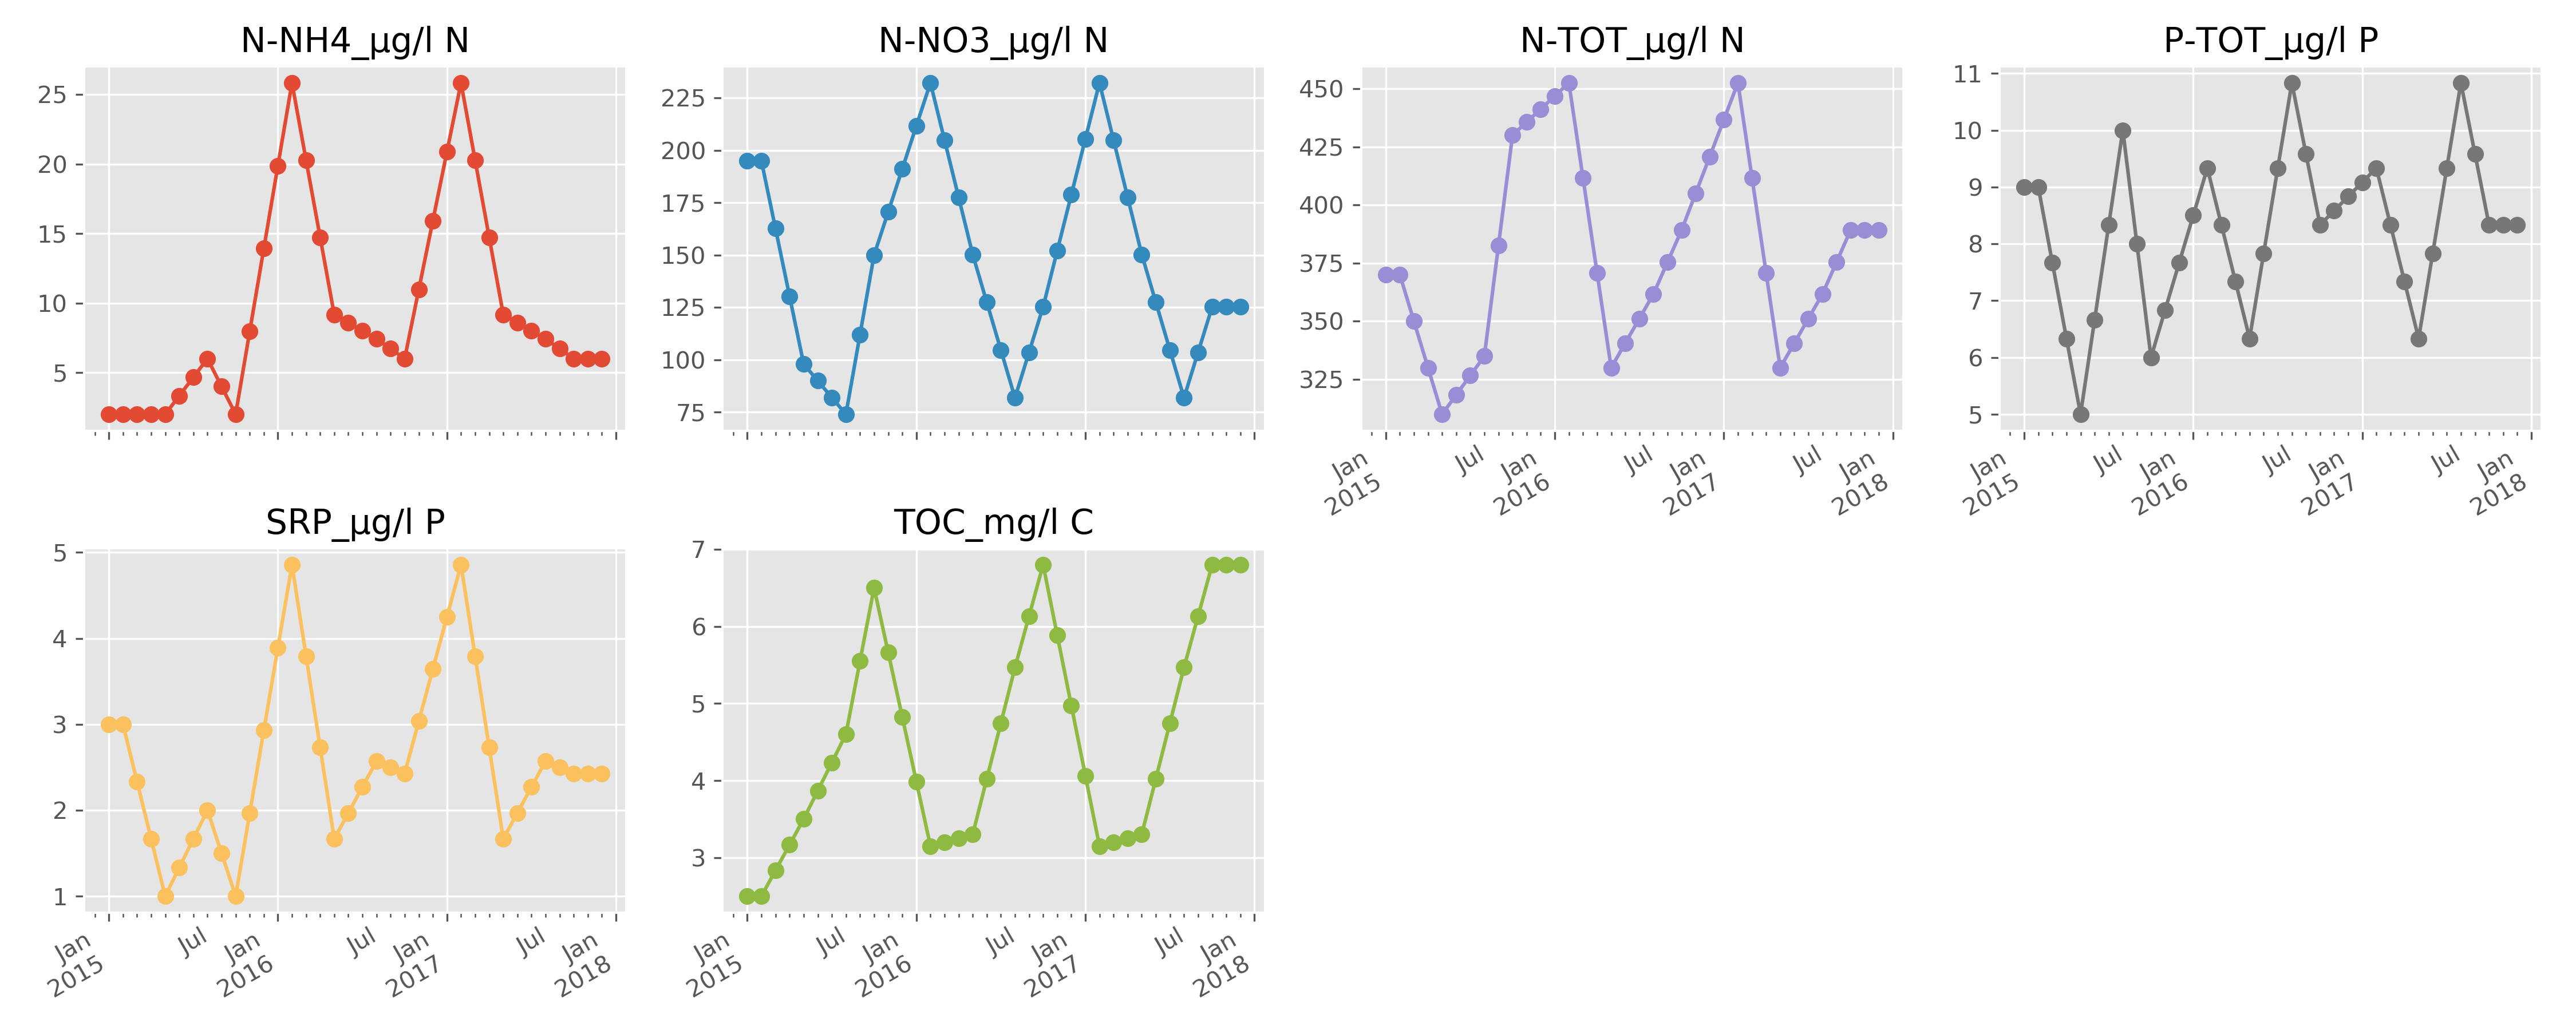 N-NH4_µg/l N
25
20
15
10
5
N-NO3_µg/l N
225
200
175
150
125
100
75
N-TOT_µg/l N
450
425
400
375
350
325
Jan
2015
Jul
Jan
2016
Jul
Jan
2017
Jul
Jan
2018
P-TOT_µg/l P
11
10
9
8
7
6
5
Jan
2015
Jul
Jan
2016
Jul
Jan
2017
Jul
Jan
2018
SRP_µg/l P
5
4
3
2
1
Jan
2015
Jul
Jan
2016
Jul
Jan
2017
Jul
Jan
2018
TOC_mg/l C
7
6
5
4
3
Jan
2015
Jul
Jan
2016
Jul
Jan
2017
Jul
Jan
2018